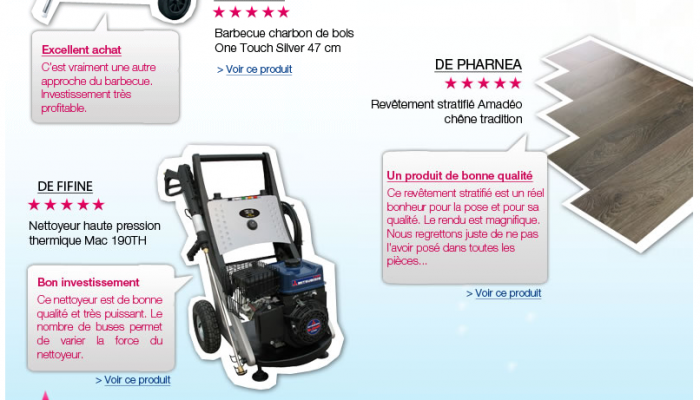 Barbecue charbon de bois
One Touch Silver 47 cm
> Voir ce produit
Excellent achat
C'est vraiment une autre
approche du barbecue.
Investissement très
profitable.
DE PHARNEA
Revêtement stratifié Amadéo
chêne tradition
Un produit de bonne qualité
Ce revêtement stratifié est un réel
bonheur pour la pose et pour sa
qualité. Le rendu est magnifique.
Nous regrettons juste de ne pas
l'avoir posé dans toutes les
pièces...
> Voir ce produit
DE FIFINE
Nettoyeur haute pression
thermique Mac 190TH
Bon investissement
Ce nettoyeur est de bonne
qualité et très puissant. Le
nombre de buses permet
de varier la force du
nettoyeur.
> Voir ce produit